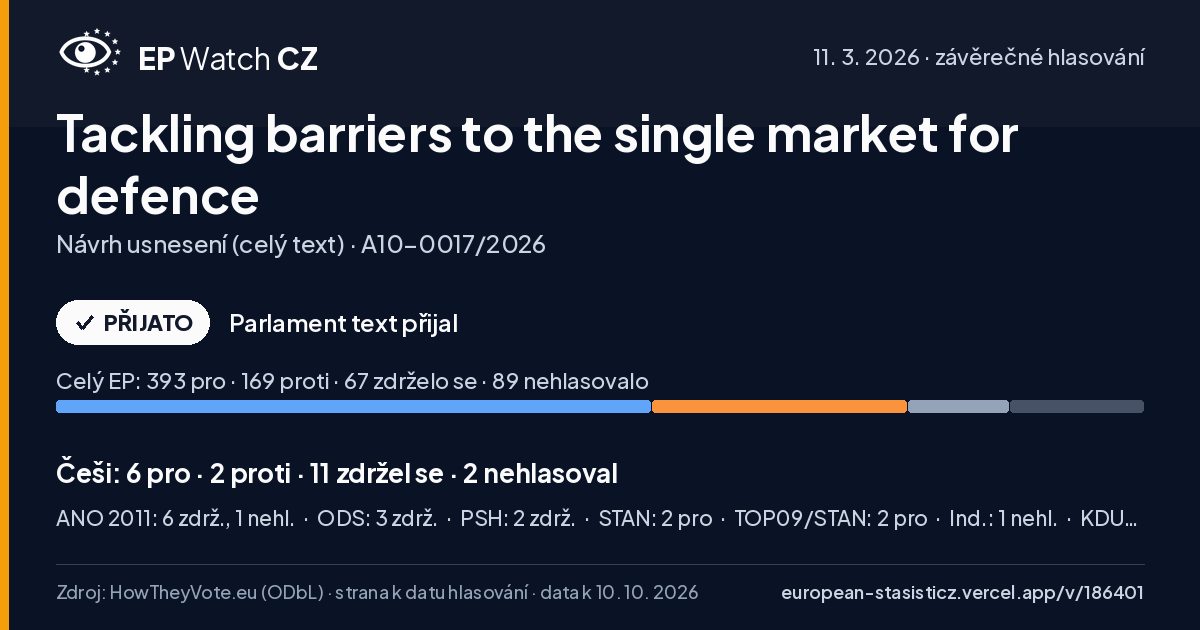 EP Watch CZ
11. 3. 2026 · závěrečné hlasování
Tackling barriers to the single market for
defence
Návrh usnesení (celý text) · A10–0017/2026
✓ PŘIJATO Parlament text přijal
Celý EP: 393 pro · 169 proti · 67 zdrželo se · 89 nehlasovalo
Češi: 6 pro · 2 proti · 11 zdržel se · 2 nehlasoval
ANO 2011: 6 zdrž., 1 nehl. · ODS: 3 zdrž. · PSH: 2 zdrž. · STAN: 2 pro · TOP09/STAN: 2 pro · Ind.: 1 nehl. · KDU…
Zdroj: HowTheyVote.eu (ODbL) · strana k datu hlasování · data k 10. 10. 2026
european-stasisticz.vercel.app/v/186401